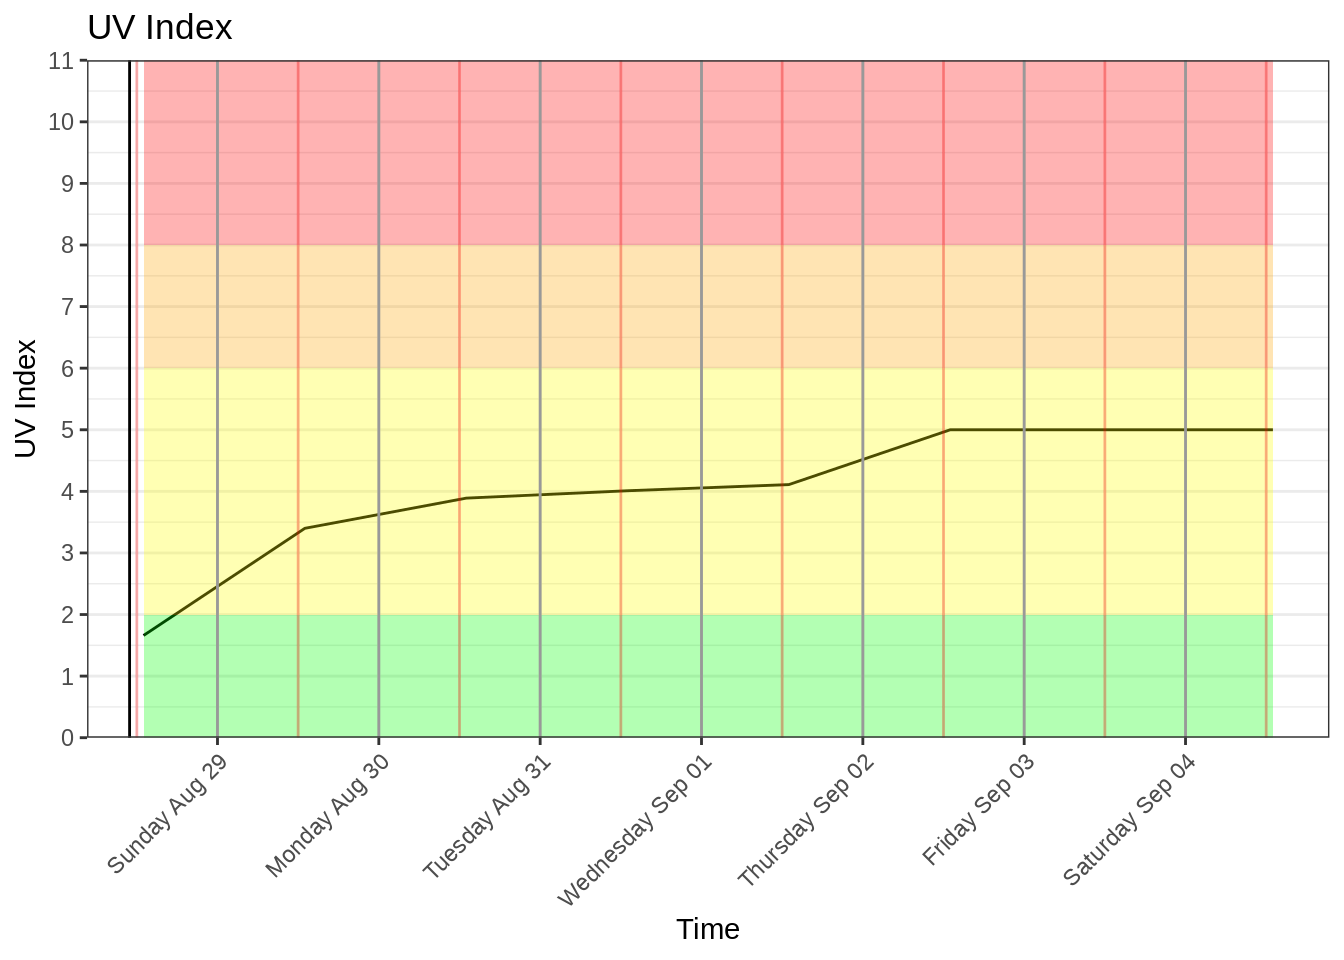 UV Index
11
10
9
8
7
6
5
4
3
2
1
0
UV Index
Sunday Aug 29
Monday Aug 30
Tuesday Aug 31
Wednesday Sep 01
Thursday Sep 02
Friday Sep 03
Saturday Sep 04
Time